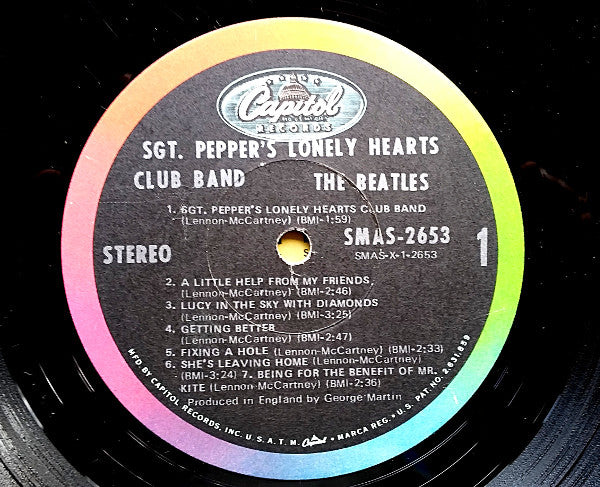 Capitol
RECORDS
SGT. PEPPER'S LONELY HEARTS
CLUB BAND THE BEATLES
1. SGT. PEPPER'S LONELY HEARTS CLUB BAND
(Lennon-McCartney) (BMI-1:59)
STEREO
SMAS-2653
SMAS-X-1-2653
1
2. A LITTLE HELP FROM MY FRIENDS,
(Lennon-McCartney) (BMI-2:46)
3. LUCY IN THE SKY WITH DIAMONDS
(Lennon-McCartney) (BMI-3:25)
4. GETTING BETTER
(Lennon-McCartney) (BMI-2:47)
5. FIXING A HOLE (Lennon-McCartney) (BMI-2:33)
6. SHE'S LEAVING HOME (Lennon-McCartney)
(BMI-3:24) 7. BEING FOR THE BENEFIT OF MR.
KITE (Lennon-McCartney) (BMI-2:36)
Produced in England by George Martin
MFD. BY CAPITOL RECORDS, INC. U.S.A. T.M. Capitol MARCA REG. • U.S. PAT. NO. 2,631,859